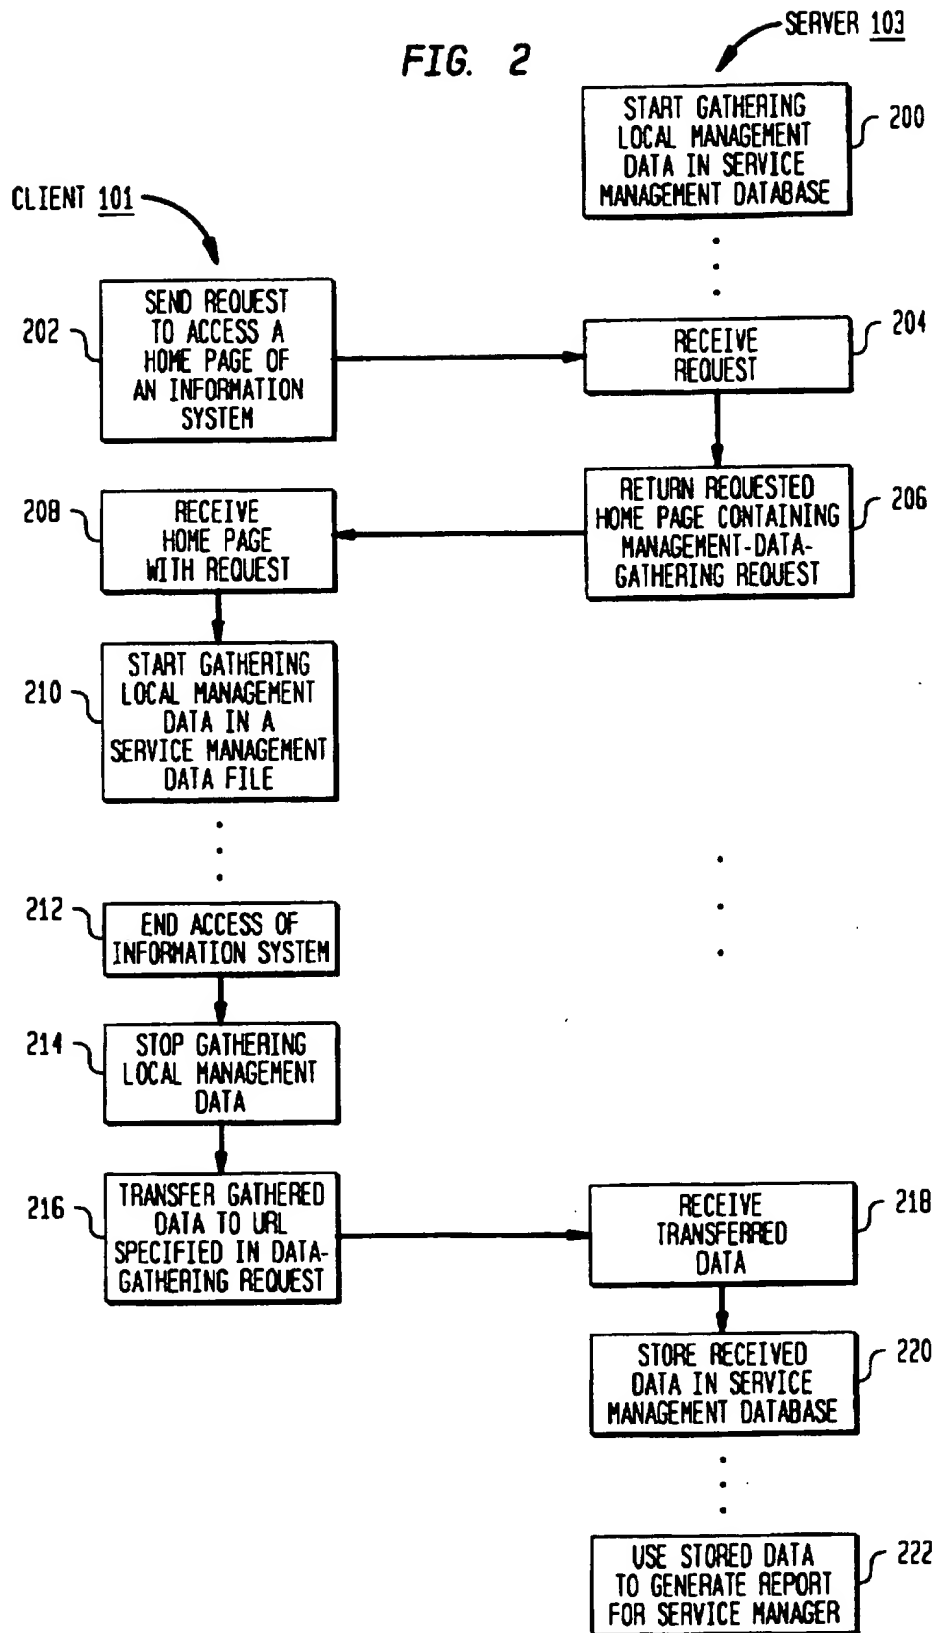 FIG. 2
SERVER 103
START GATHERING
LOCAL MANAGEMENT
DATA IN SERVICE
MANAGEMENT DATABASE
200
CLIENT 101
SEND REQUEST
TO ACCESS A
HOME PAGE OF
AN INFORMATION
SYSTEM
202
RECEIVE
REQUEST
204
RETURN REQUESTED
HOME PAGE CONTAINING
MANAGEMENT-DATA-
GATHERING REQUEST
206
208
RECEIVE
HOME PAGE
WITH REQUEST
210
START GATHERING
LOCAL MANAGEMENT
DATA IN A
SERVICE MANAGEMENT
DATA FILE
212
END ACCESS OF
INFORMATION SYSTEM
214
STOP GATHERING
LOCAL MANAGEMENT
DATA
216
TRANSFER GATHERED
DATA TO URL
SPECIFIED IN DATA-
GATHERING REQUEST
RECEIVE
TRANSFERRED
DATA
218
STORE RECEIVED
DATA IN SERVICE
MANAGEMENT DATABASE
220
USE STORED DATA
TO GENERATE REPORT
FOR SERVICE MANAGER
222